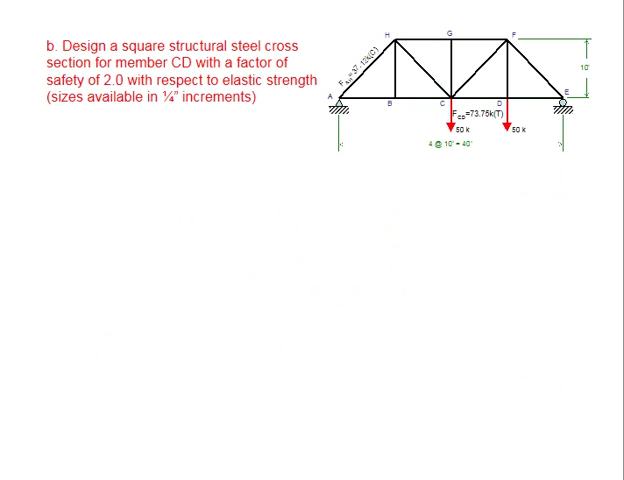 b. Design a square structural steel cross
section for member CD with a factor of
safety of 2.0 with respect to elastic strength
(sizes available in ¼” increments)
H
G
F
10'
A
B
C
D
E
F_CD=73.75k(T)
50 k
50 k
4 @ 10' = 40'